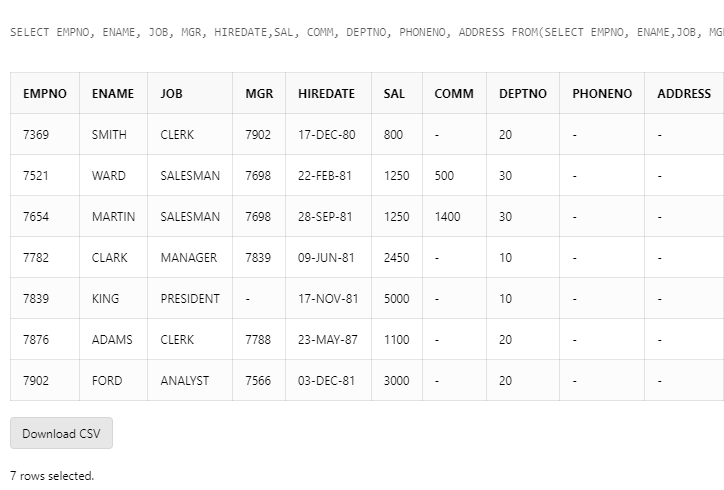 SELECT EMPNO, ENAME, JOB, MGR, HIREDATE,SAL, COMM, DEPTNO, PHONENO, ADDRESS FROM(SELECT EMPNO, ENAME,JOB, MG
EMPNO ENAME JOB MGR HIREDATE SAL COMM DEPTNO PHONENO ADDRESS
7369 SMITH CLERK 7902 17-DEC-80 800 - 20 - -
7521 WARD SALESMAN 7698 22-FEB-81 1250 500 30 - -
7654 MARTIN SALESMAN 7698 28-SEP-81 1250 1400 30 - -
7782 CLARK MANAGER 7839 09-JUN-81 2450 - 10 - -
7839 KING PRESIDENT - 17-NOV-81 5000 - 10 - -
7876 ADAMS CLERK 7788 23-MAY-87 1100 - 20 - -
7902 FORD ANALYST 7566 03-DEC-81 3000 - 20 - -
Download CSV
7 rows selected.